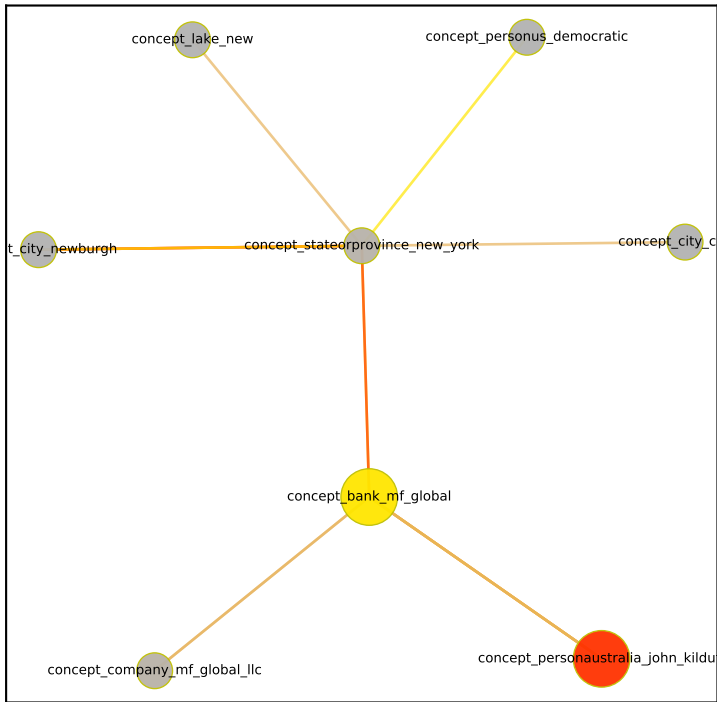 concept_lake_new
concept_personus_democratic
t_city_newburgh
concept_stateorprovince_new_york
concept_city_c
concept_bank_mf_global
concept_company_mf_global_llc
concept_personaustralia_john_kildu